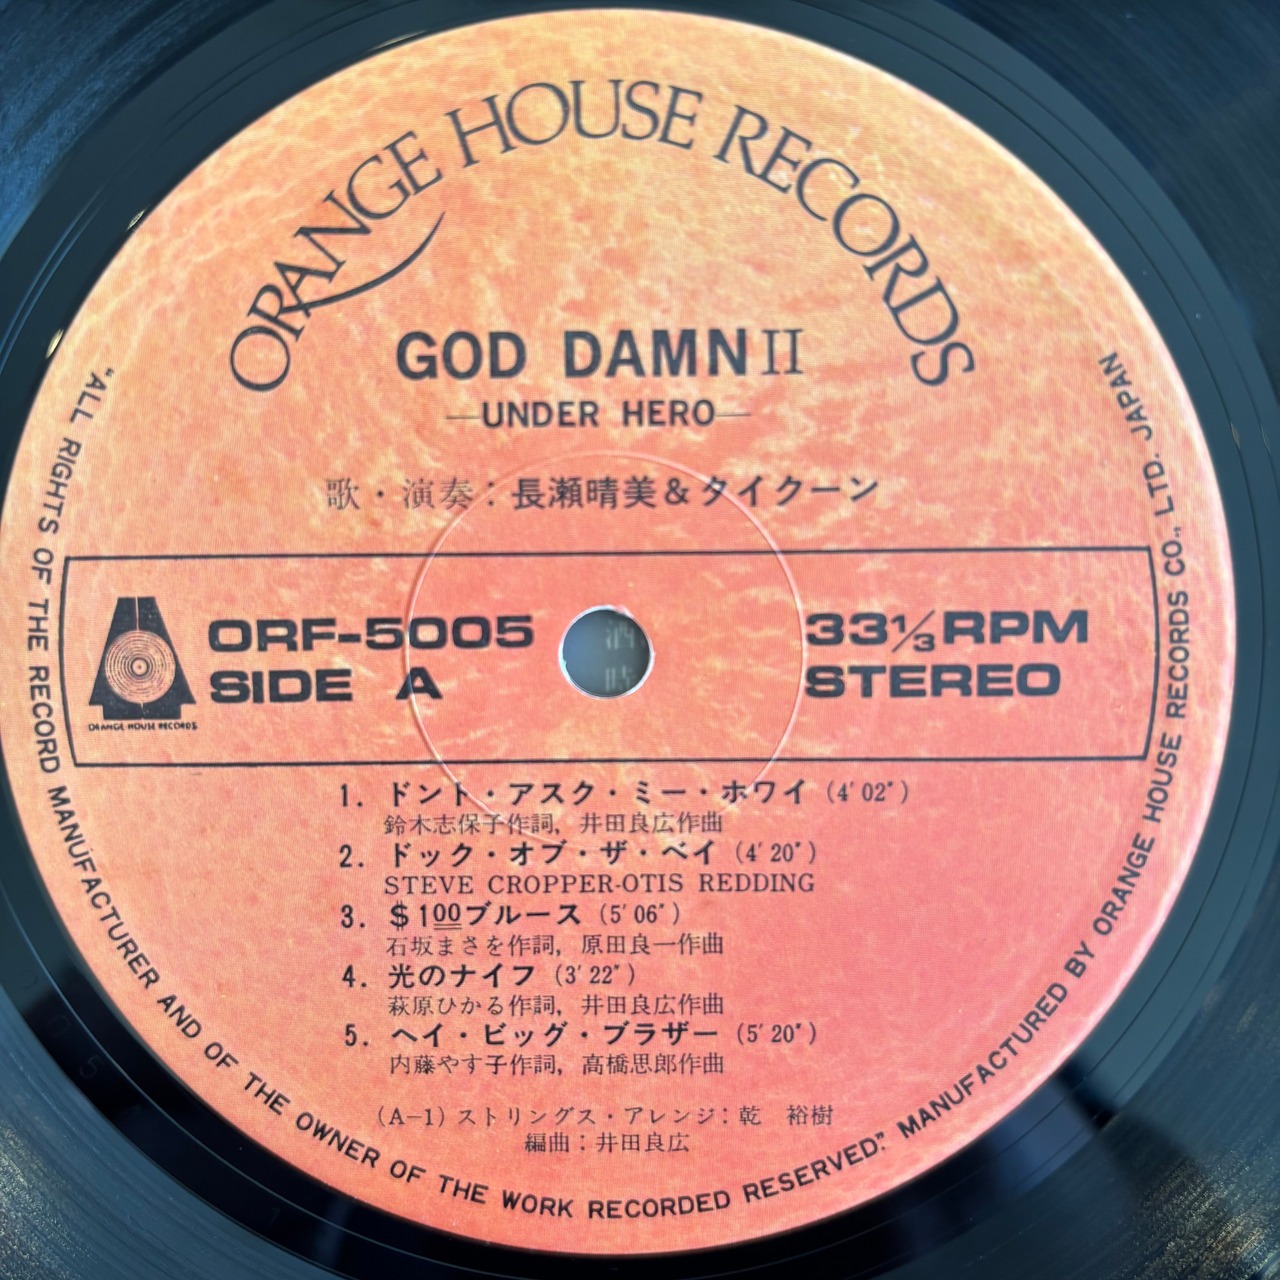 ORANGE HOUSE RECORDS
GOD DAMN II
—UNDER HERO—
歌・演奏：長瀬晴美＆タイクーン
ORF-5005
SIDE A
ORANGE HOUSE RECORDS
33⅓RPM
STEREO
1. ドント・アスク・ミー・ホワイ (4′02″)
鈴木志保子作詞，井田良広作曲
2. ドック・オブ・ザ・ベイ (4′20″)
STEVE CROPPER-OTIS REDDING
3. $100ブルース (5′06″)
石坂まさを作詞，原田良一作曲
4. 光のナイフ (3′22″)
萩原ひかる作詞，井田良広作曲
5. ヘイ・ビッグ・ブラザー (5′20″)
内藤やす子作詞，高橋思郎作曲
(A−1) ストリングス・アレンジ：乾　裕樹
編曲：井田良広
"ALL RIGHTS OF THE RECORD MANUFACTURER AND OF THE OWNER OF THE WORK RECORDED RESERVED." MANUFACTURED BY ORANGE HOUSE RECORDS CO., LTD. JAPAN